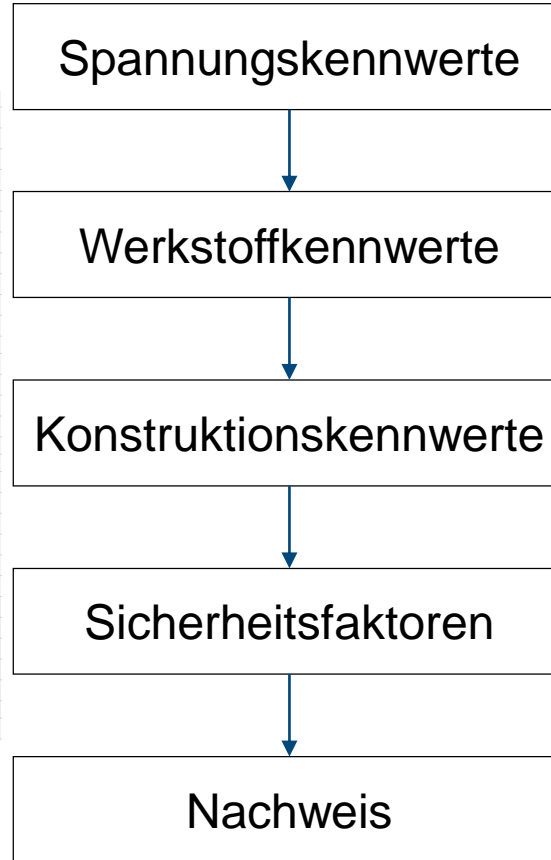 Spannungskennwerte
Werkstoffkennwerte
Konstruktionskennwerte
Sicherheitsfaktoren
Nachweis